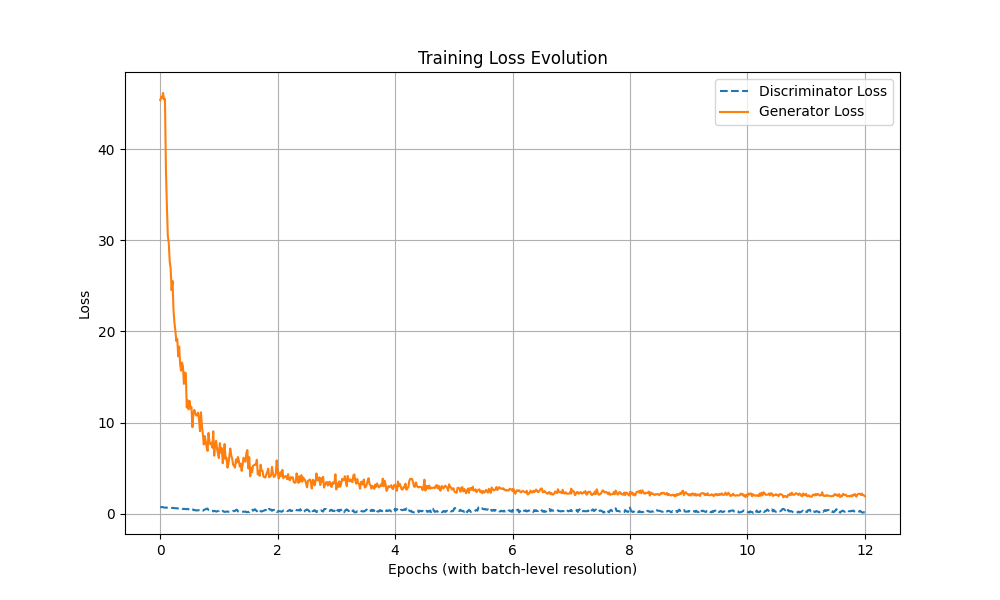 Training Loss Evolution
Discriminator Loss
Generator Loss
Loss
40
30
20
10
0
0 2 4 6 8 10 12
Epochs (with batch-level resolution)